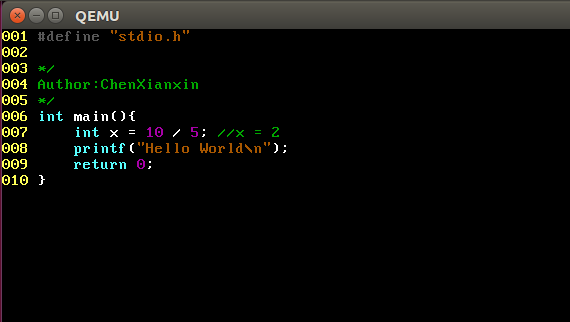 QEMU
001 #define "stdio.h"
002
003 */
004 Author:ChenXianxin
005 */
006 int main(){
007     int x = 10 / 5; //x = 2
008     printf("Hello World\n");
009     return 0;
010 }